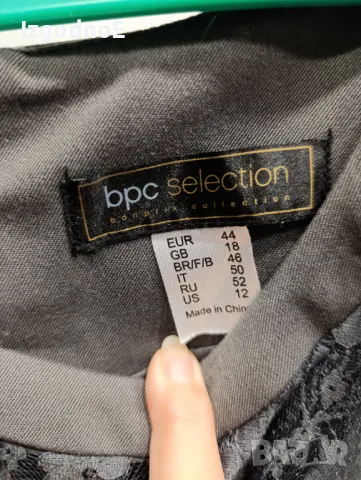 izgodnoE
bpc selection
bonprix collection
EUR 44
GB 18
BR/F/B 46
IT 50
RU 52
US 12
Made in China
BAZAR